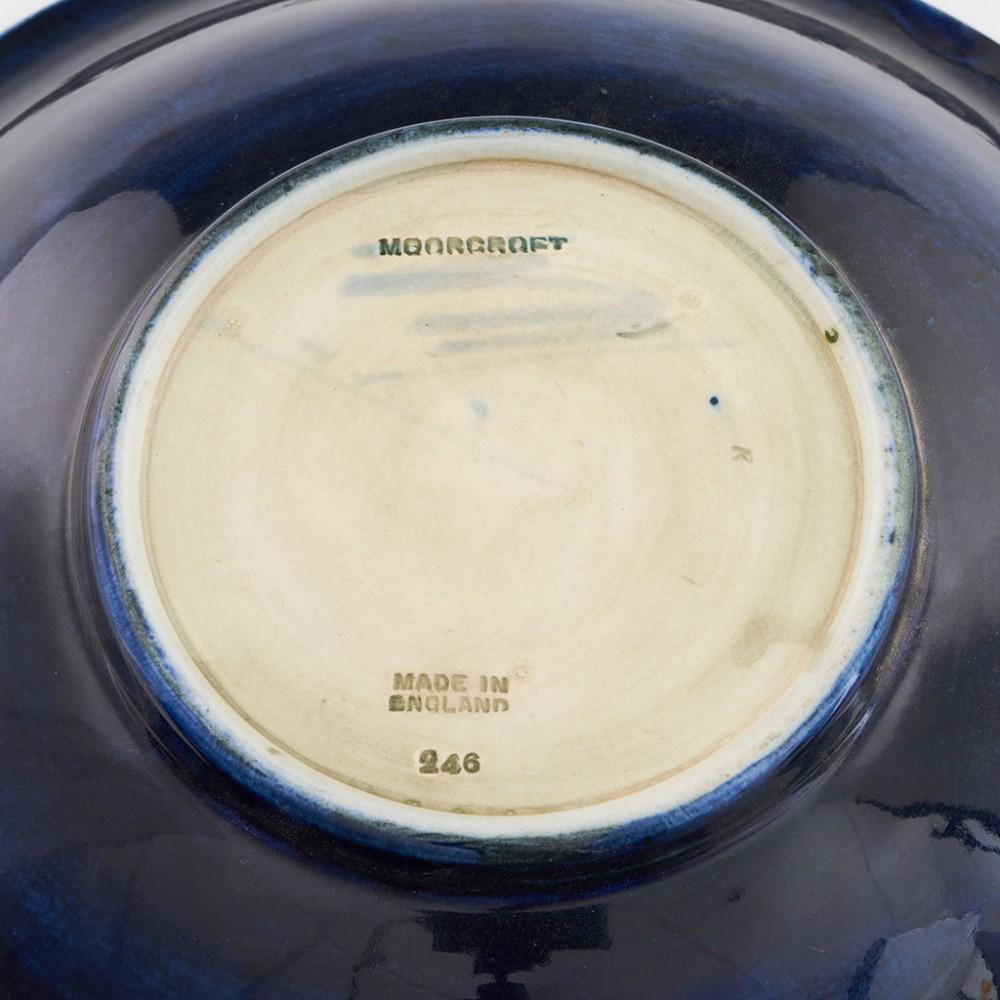 MOORCROFT
K
MADE IN
ENGLAND
246